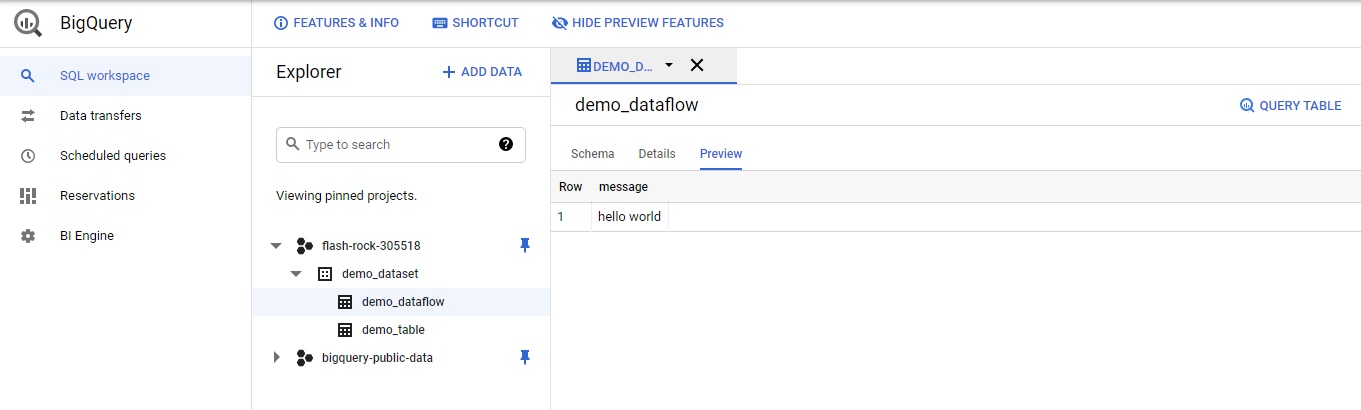 BigQuery
FEATURES & INFO
SHORTCUT
HIDE PREVIEW FEATURES
SQL workspace
Data transfers
Scheduled queries
Reservations
BI Engine
Explorer
ADD DATA
Type to search
Viewing pinned projects.
flash-rock-305518
demo_dataset
demo_dataflow
demo_table
bigquery-public-data
DEMO_D...
demo_dataflow
QUERY TABLE
Schema Details Preview
Row message
1 hello world